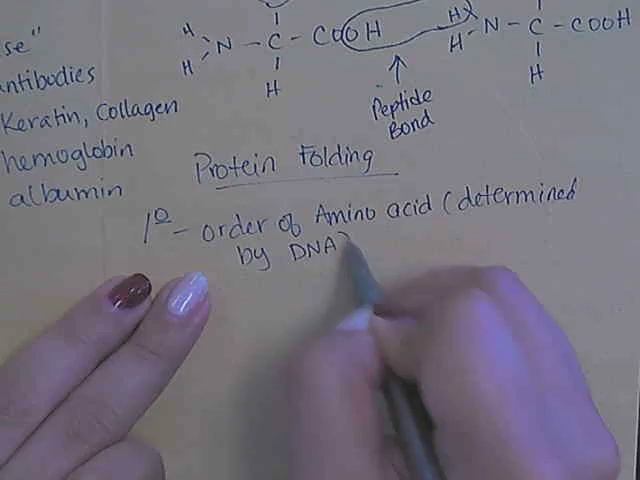 se"
antibodies
Keratin, Collagen
hemoglobin
albumin
H
H
N - C - COOH
H
H
H
N - C - COOH
H
Peptide
Bond
Protein Folding
1º - order of Amino acid (determined
by DNA)